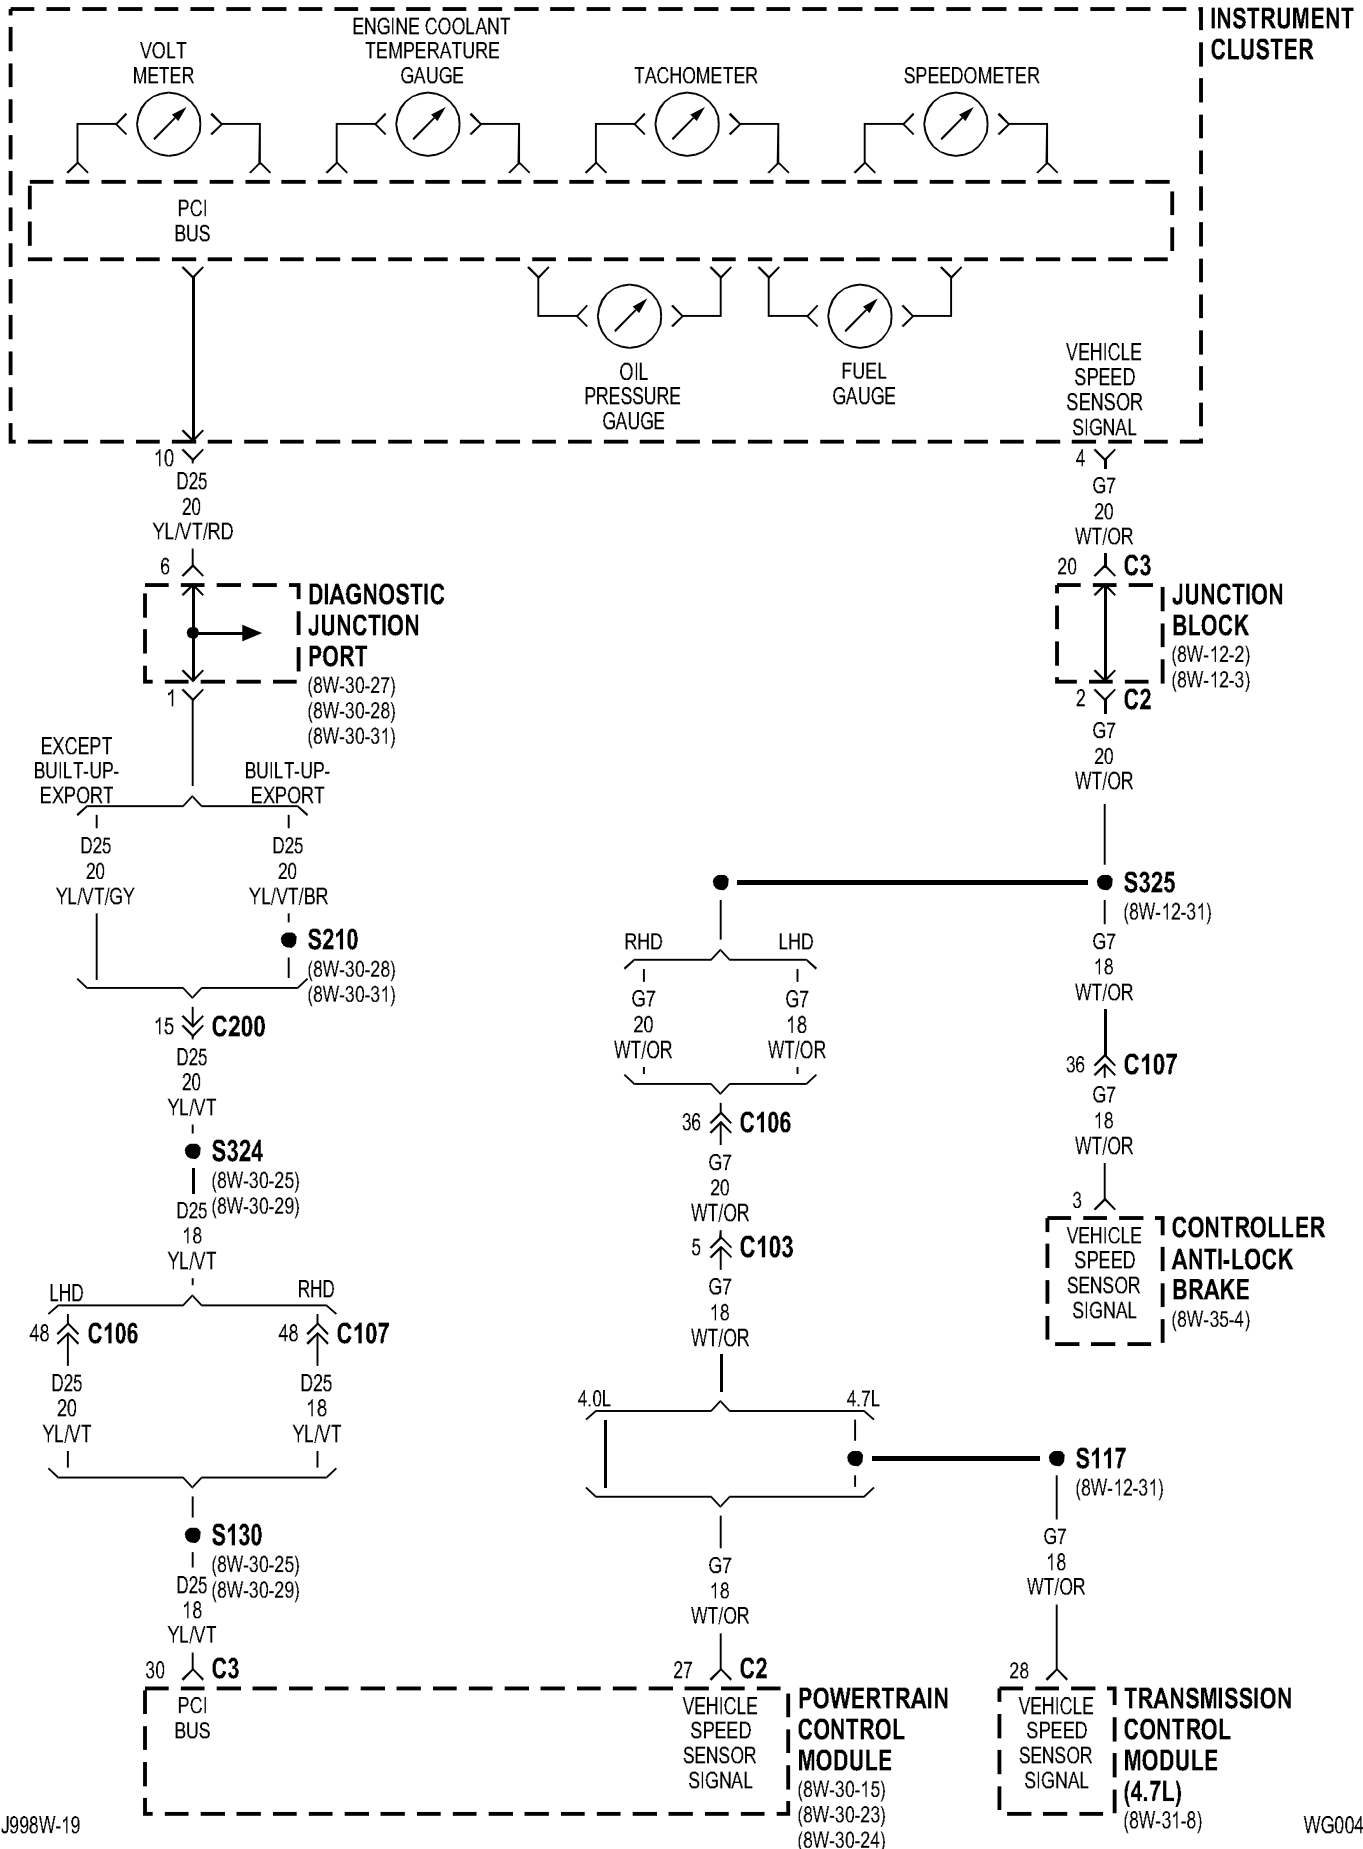 INSTRUMENT
CLUSTER
VOLT
METER
ENGINE COOLANT
TEMPERATURE
GAUGE
TACHOMETER
SPEEDOMETER
PCI
BUS
OIL
PRESSURE
GAUGE
FUEL
GAUGE
VEHICLE
SPEED
SENSOR
SIGNAL
10
D25
20
YL/VT/RD
6
DIAGNOSTIC
JUNCTION
PORT
(8W-30-27)
(8W-30-28)
(8W-30-31)
1
EXCEPT
BUILT-UP-
EXPORT
BUILT-UP-
EXPORT
D25
20
YL/VT/GY
D25
20
YL/VT/BR
S210
(8W-30-28)
(8W-30-31)
15
C200
D25
20
YL/VT
S324
(8W-30-25)
(8W-30-29)
D25
18
YL/VT
LHD
RHD
48
C106
48
C107
D25
20
YL/VT
D25
18
YL/VT
S130
(8W-30-25)
(8W-30-29)
D25
18
YL/VT
30
C3
PCI
BUS
4
G7
20
WT/OR
20
C3
JUNCTION
BLOCK
(8W-12-2)
(8W-12-3)
2
C2
G7
20
WT/OR
S325
(8W-12-31)
G7
18
WT/OR
36
C107
G7
18
WT/OR
3
VEHICLE
SPEED
SENSOR
SIGNAL
CONTROLLER
ANTI-LOCK
BRAKE
(8W-35-4)
RHD
LHD
G7
20
WT/OR
G7
18
WT/OR
36
C106
G7
20
WT/OR
5
C103
G7
18
WT/OR
4.0L
4.7L
S117
(8W-12-31)
G7
18
WT/OR
27
C2
VEHICLE
SPEED
SENSOR
SIGNAL
POWERTRAIN
CONTROL
MODULE
(8W-30-15)
(8W-30-23)
(8W-30-24)
G7
18
WT/OR
28
VEHICLE
SPEED
SENSOR
SIGNAL
TRANSMISSION
CONTROL
MODULE
(4.7L)
(8W-31-8)
J998W-19
WG004